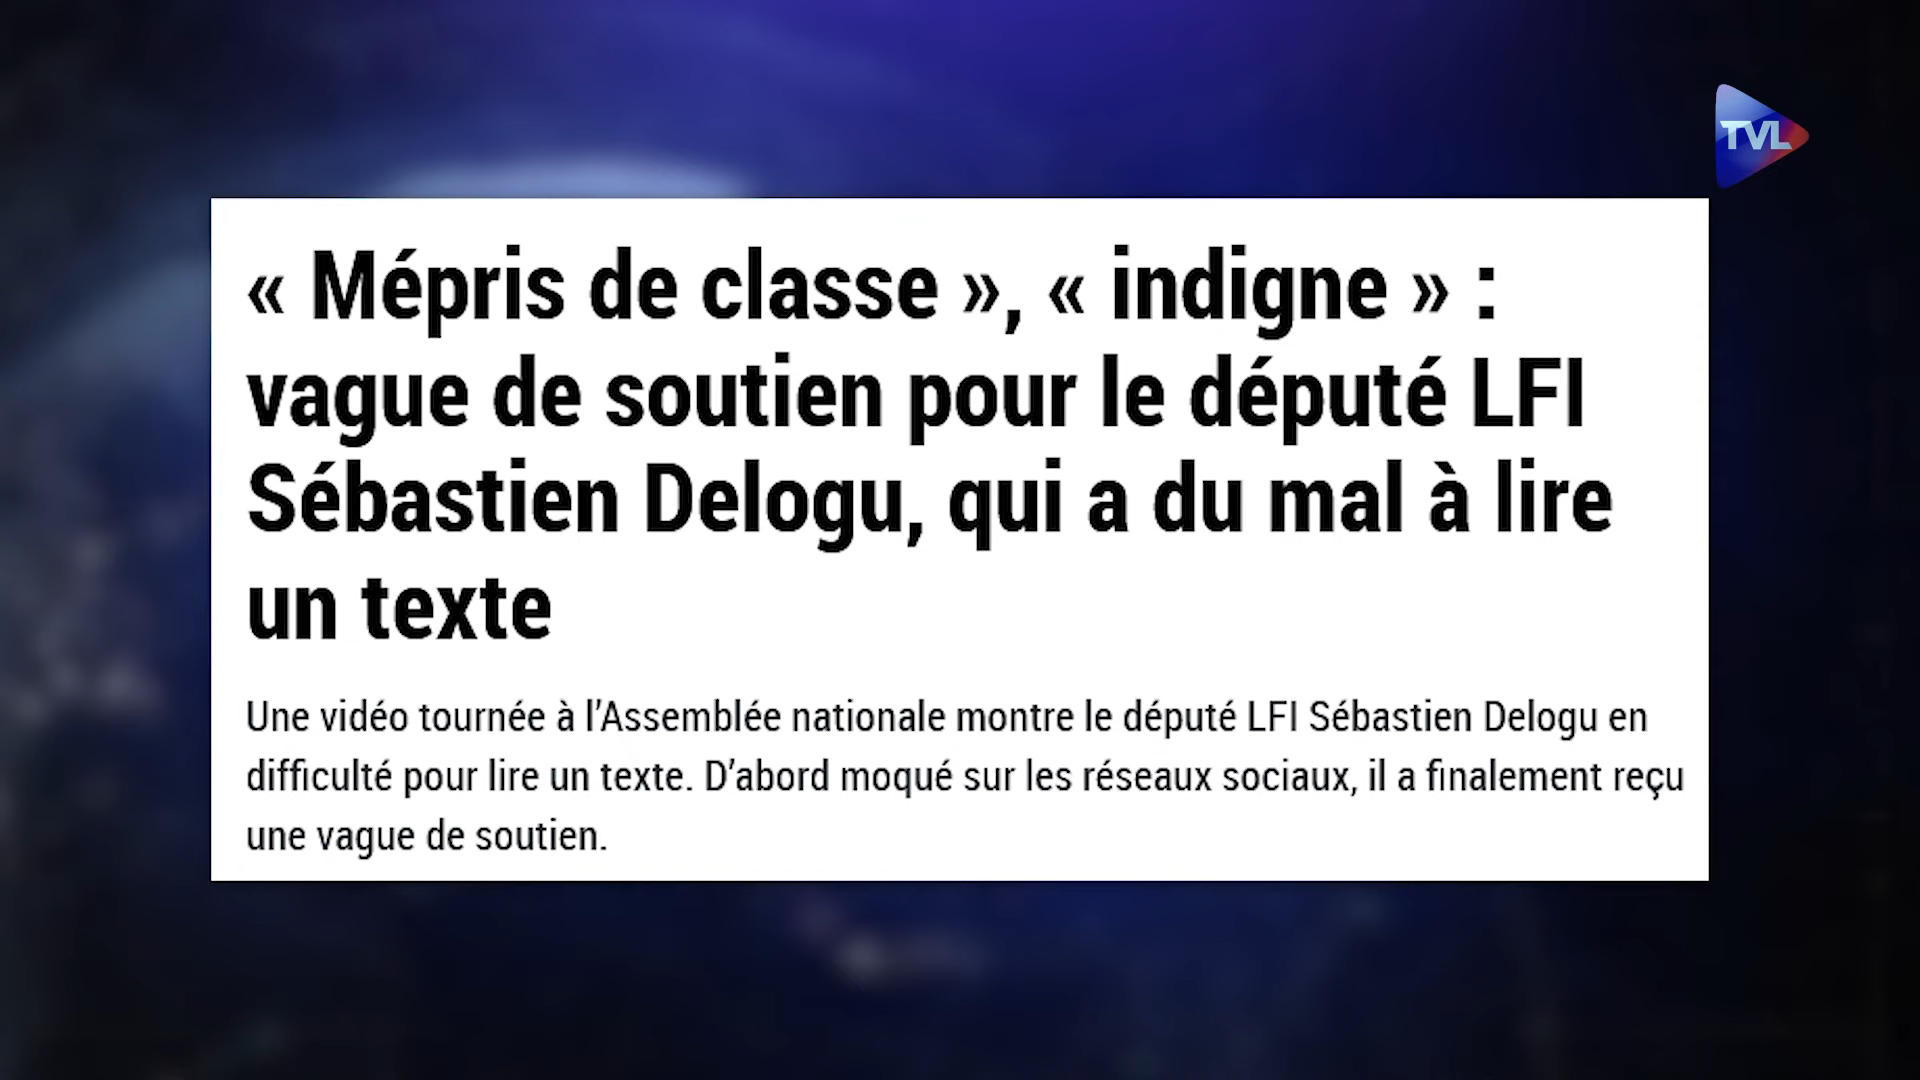 TVL
« Mépris de classe », « indigne » :
vague de soutien pour le député LFI
Sébastien Delogu, qui a du mal à lire
un texte
Une vidéo tournée à l’Assemblée nationale montre le député LFI Sébastien Delogu en
difficulté pour lire un texte. D’abord moqué sur les réseaux sociaux, il a finalement reçu
une vague de soutien.